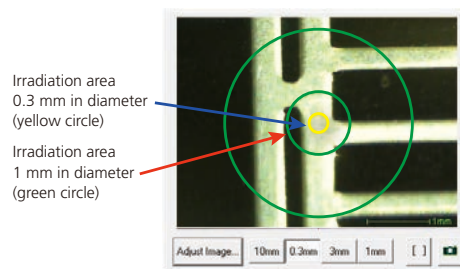 Irradiation area
0.3 mm in diameter
(yellow circle)
Irradiation area
1 mm in diameter
(green circle)
1mm
Adjust Image...
10mm
0.3mm
3mm
1mm
[ ]